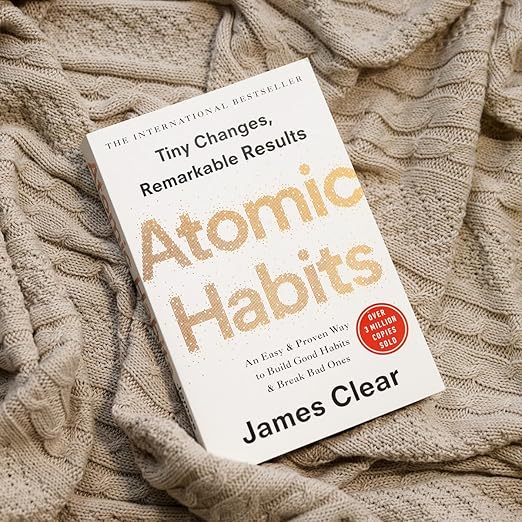 THE INTERNATIONAL BESTSELLER
Tiny Changes,
Remarkable Results
Atomic
Habits
An Easy & Proven Way
to Build Good Habits
& Break Bad Ones
OVER
3 MILLION
COPIES
SOLD
James Clear